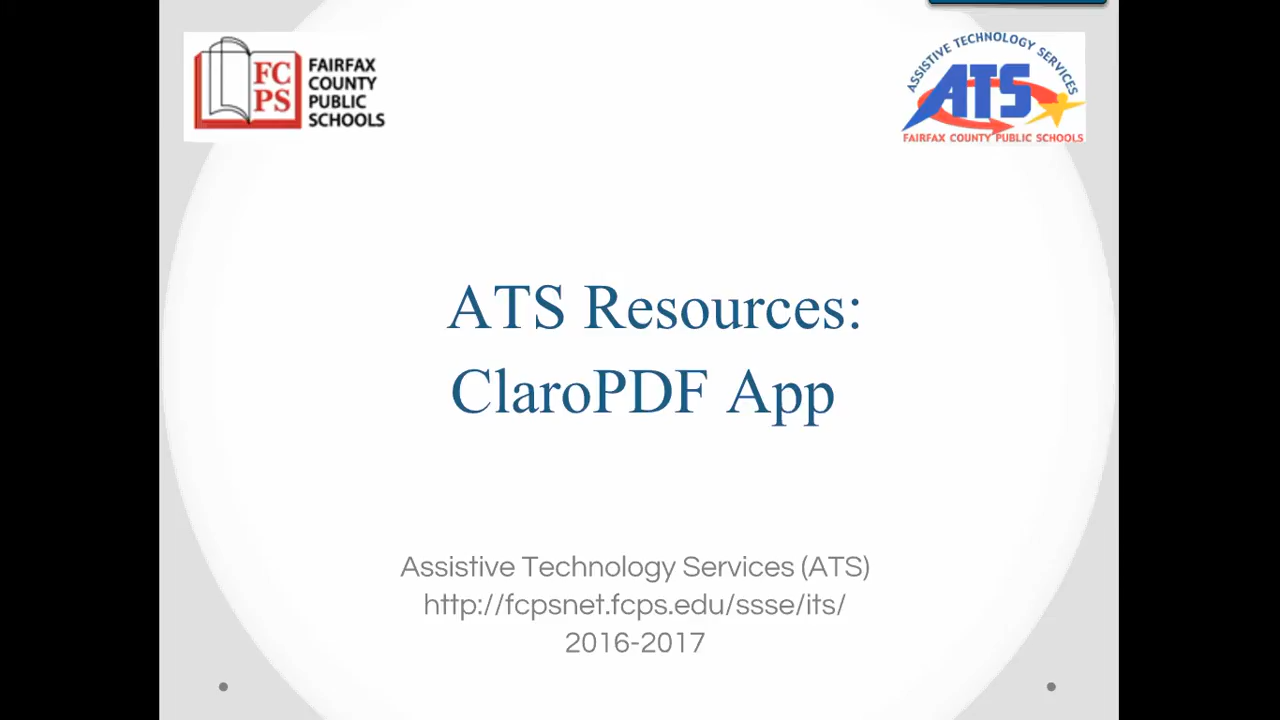 FC
PS
FAIRFAX
COUNTY
PUBLIC
SCHOOLS
ASSISTIVE TECHNOLOGY SERVICES
ATS
FAIRFAX COUNTY PUBLIC SCHOOLS
ATS Resources:
ClaroPDF App
Assistive Technology Services (ATS)
http://fcpsnet.fcps.edu/ssse/its/
2016-2017